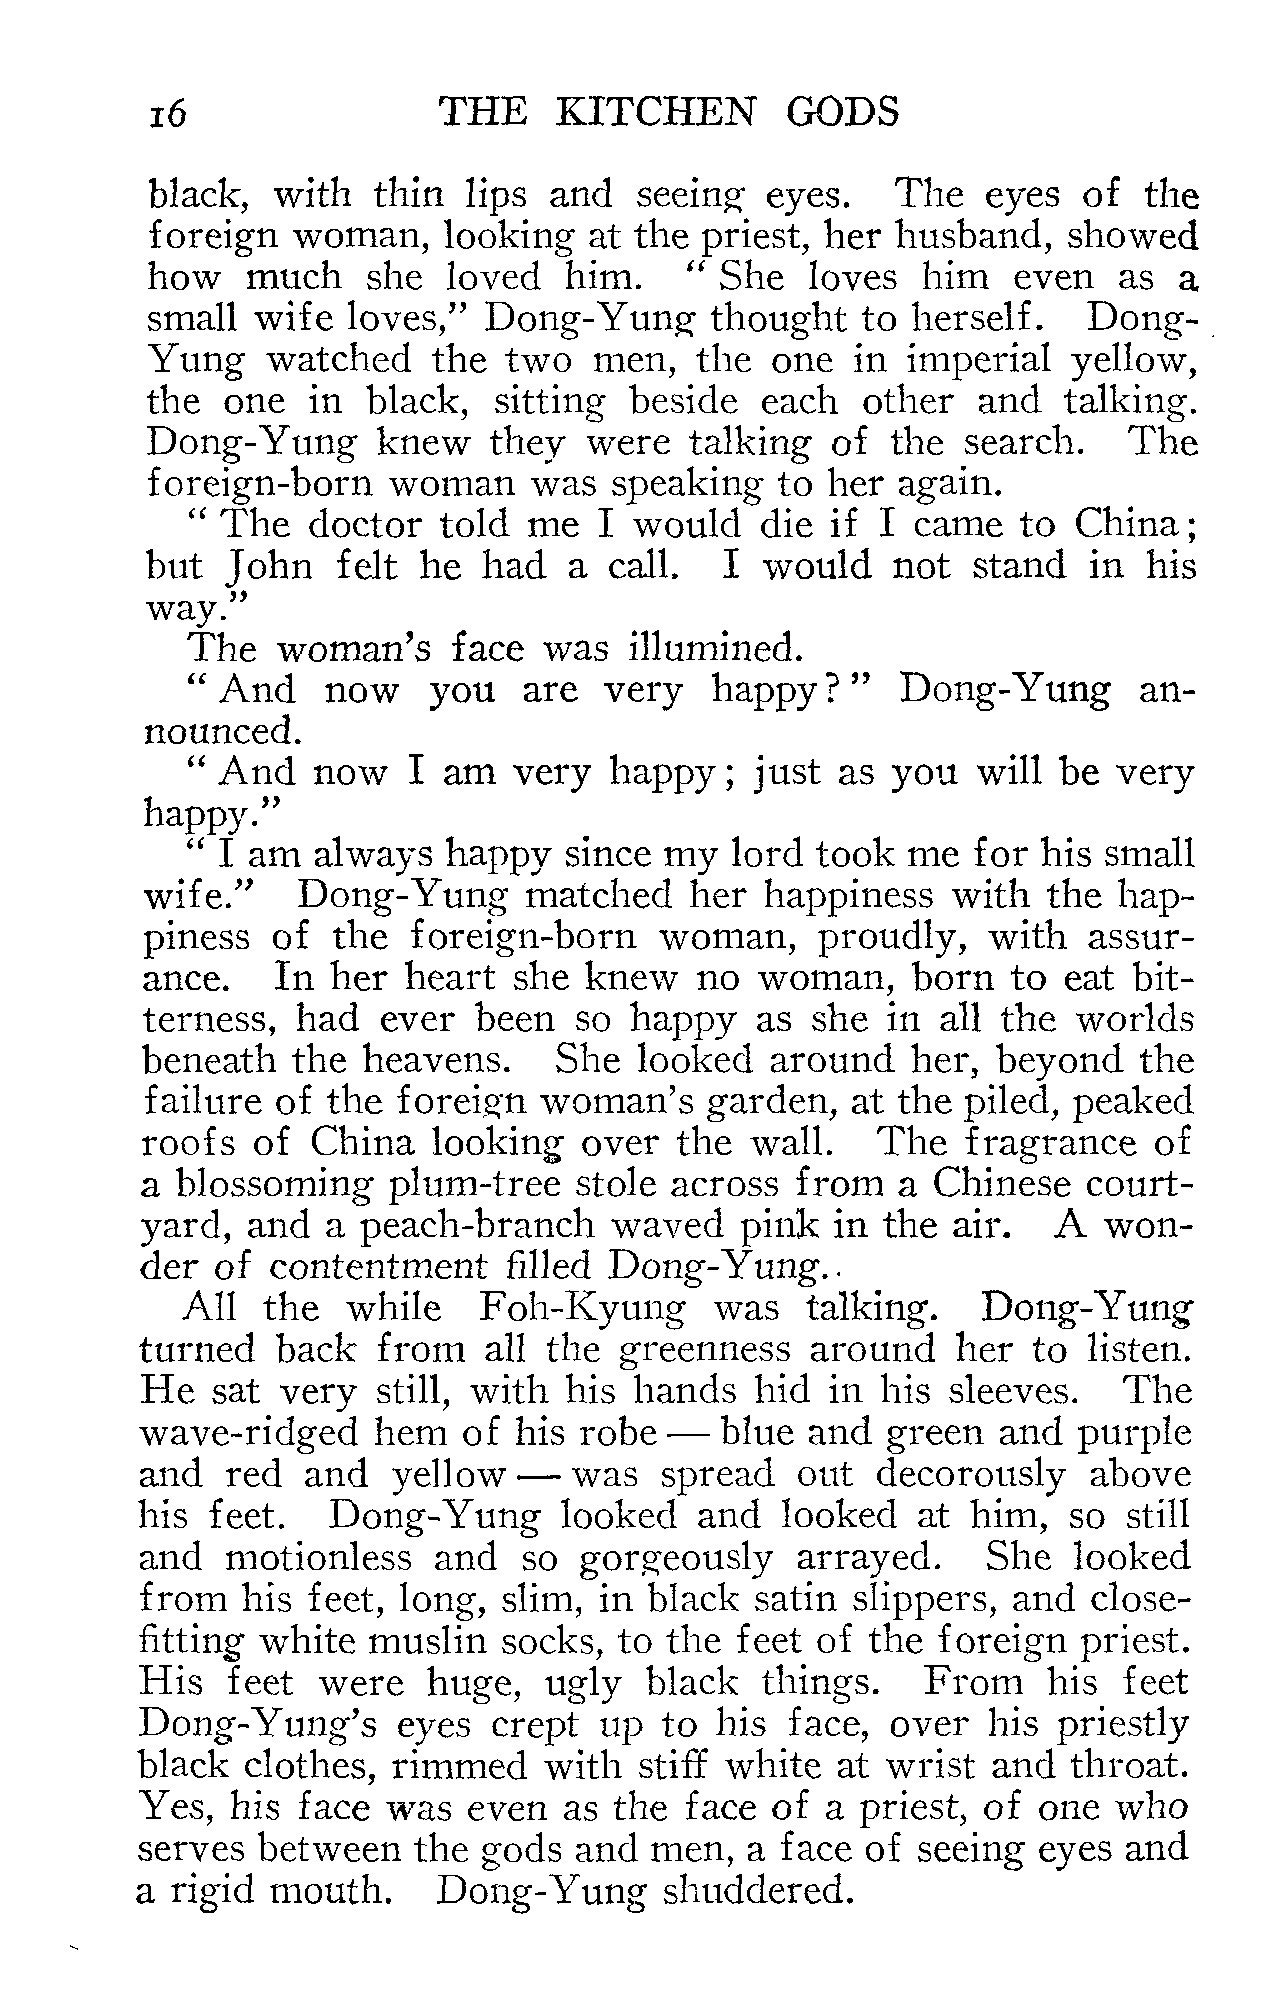 16 THE KITCHEN GODS
black, with thin lips and seeing eyes. The eyes of the
foreign woman, looking at the priest, her husband, showed
how much she loved him. “ She loves him even as a
small wife loves,” Dong-Yung thought to herself. Dong-
Yung watched the two men, the one in imperial yellow,
the one in black, sitting beside each other and talking.
Dong-Yung knew they were talking of the search. The
foreign-born woman was speaking to her again.
“ The doctor told me I would die if I came to China;
but John felt he had a call. I would not stand in his
way.”
The woman’s face was illumined.
“ And now you are very happy? ” Dong-Yung an-
nounced.
“ And now I am very happy; just as you will be very
happy.”
“ I am always happy since my lord took me for his small
wife.” Dong-Yung matched her happiness with the hap-
piness of the foreign-born woman, proudly, with assur-
ance. In her heart she knew no woman, born to eat bit-
terness, had ever been so happy as she in all the worlds
beneath the heavens. She looked around her, beyond the
failure of the foreign woman’s garden, at the piled, peaked
roofs of China looking over the wall. The fragrance of
a blossoming plum-tree stole across from a Chinese court-
yard, and a peach-branch waved pink in the air. A won-
der of contentment filled Dong-Yung.
All the while Foh-Kyung was talking. Dong-Yung
turned back from all the greenness around her to listen.
He sat very still, with his hands hid in his sleeves. The
wave-ridged hem of his robe — blue and green and purple
and red and yellow — was spread out decorously above
his feet. Dong-Yung looked and looked at him, so still
and motionless and so gorgeously arrayed. She looked
from his feet, long, slim, in black satin slippers, and close-
fitting white muslin socks, to the feet of the foreign priest.
His feet were huge, ugly black things. From his feet
Dong-Yung’s eyes crept up to his face, over his priestly
black clothes, rimmed with stiff white at wrist and throat.
Yes, his face was even as the face of a priest, of one who
serves between the gods and men, a face of seeing eyes and
a rigid mouth. Dong-Yung shuddered.